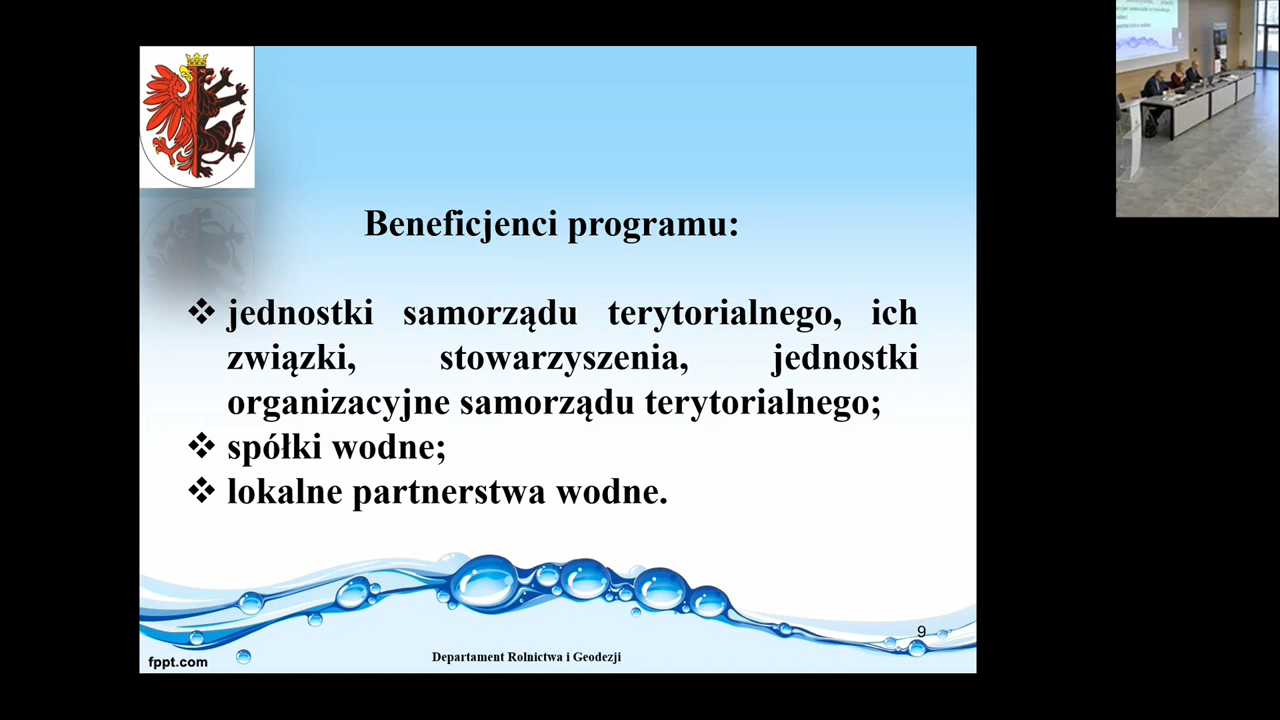 Beneficjenci programu:
❖ jednostki samorządu terytorialnego, ich
związki, stowarzyszenia, jednostki
organizacyjne samorządu terytorialnego;
❖ spółki wodne;
❖ lokalne partnerstwa wodne.
9
fppt.com
Departament Rolnictwa i Geodezji